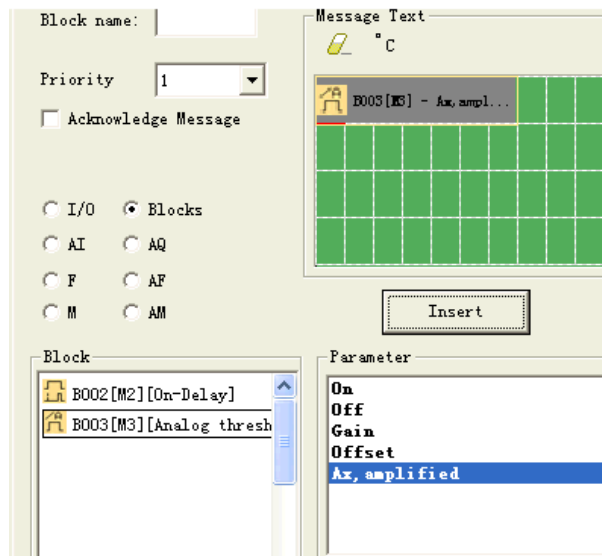 Block name:
Message Text
°C
Priority
1
B003[M3] - Ax,ampl...
Acknowledge Message
I/O
Blocks
AI
AQ
F
AF
M
AM
Insert
Block
Parameter
B002[M2][On-Delay]
B003[M3][Analog thresh
On
Off
Gain
Offset
Ax,amplified